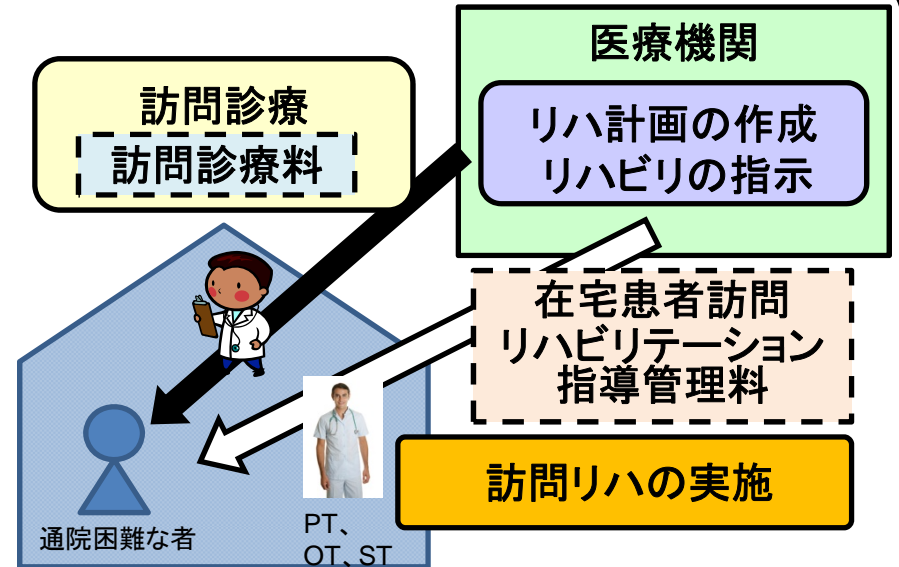 医療機関
リハ計画の作成
リハビリの指示
訪問診療
訪問診療料
在宅患者訪問
リハビリテーション
指導管理料
訪問リハの実施
通院困難な者
PT、
OT、ST